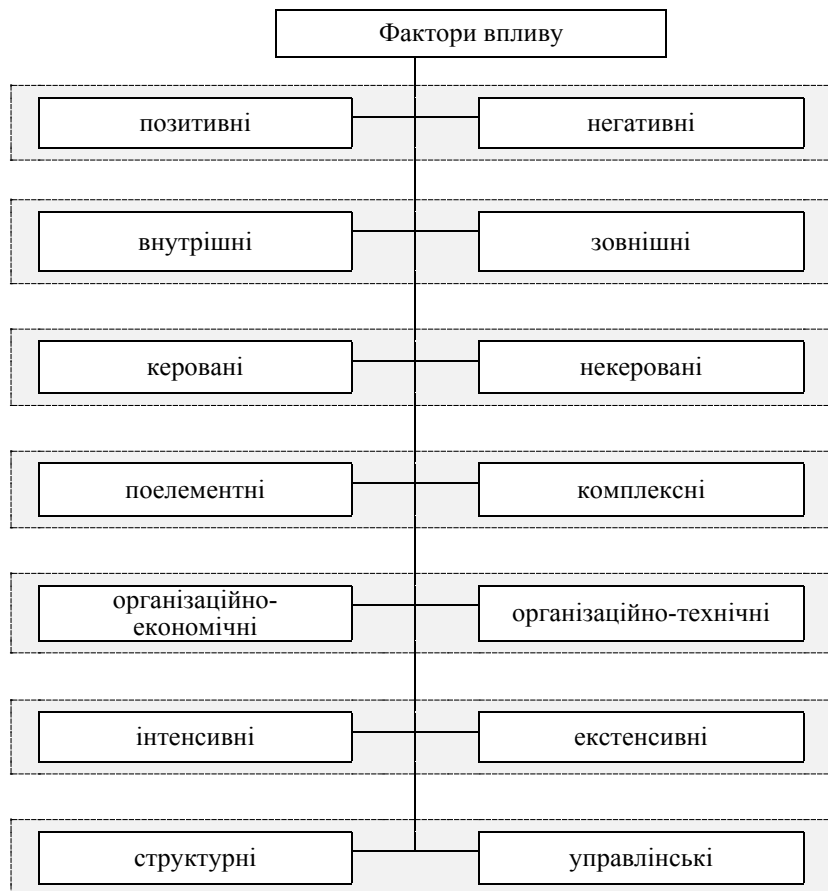 Фактори впливу
позитивні
негативні
внутрішні
зовнішні
керовані
некеровані
поелементні
комплексні
організаційно-
економічні
організаційно-технічні
інтенсивні
екстенсивні
структурні
управлінські